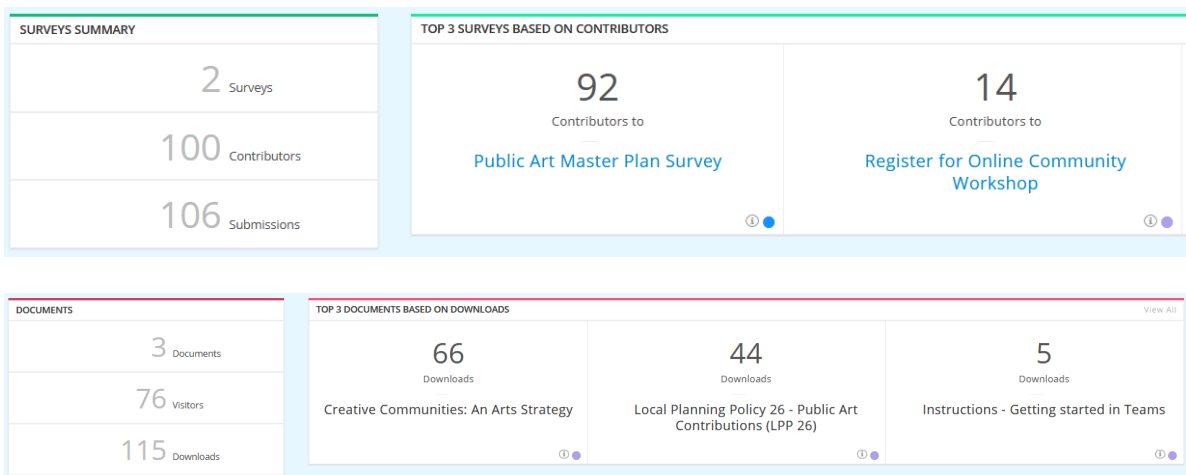 SURVEYS SUMMARY
2 Surveys
100 Contributors
106 Submissions
TOP 3 SURVEYS BASED ON CONTRIBUTORS
92
Contributors to
Public Art Master Plan Survey
14
Contributors to
Register for Online Community
Workshop
DOCUMENTS
3 Documents
76 Visitors
115 Downloads
TOP 3 DOCUMENTS BASED ON DOWNLOADS
View All
66
Downloads
Creative Communities: An Arts Strategy
44
Downloads
Local Planning Policy 26 - Public Art
Contributions (LPP 26)
5
Downloads
Instructions - Getting started in Teams